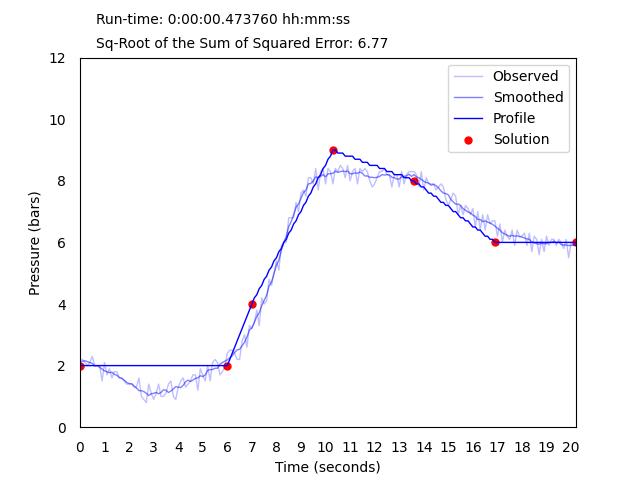 Run-time: 0:00:00.473760 hh:mm:ss
Sq-Root of the Sum of Squared Error: 6.77
12
10
8
6
4
2
0
Pressure (bars)
Observed
Smoothed
Profile
Solution
0 1 2 3 4 5 6 7 8 9 10 11 12 13 14 15 16 17 18 19 20
Time (seconds)